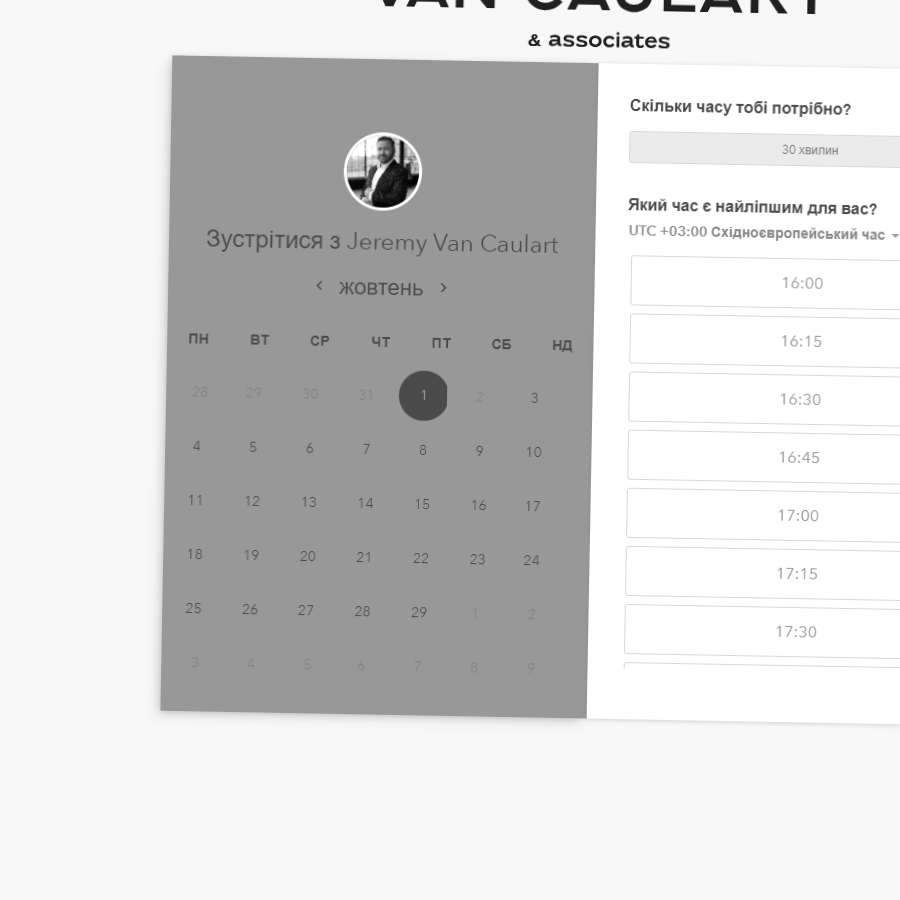 VAN CAULART
& associates
Зустрітися з Jeremy Van Caulart
жовтень
ПН ВТ СР ЧТ ПТ СБ НД
28 29 30 31 1 2 3
4 5 6 7 8 9 10
11 12 13 14 15 16 17
18 19 20 21 22 23 24
25 26 27 28 29 1 2
3 4 5 6 7 8 9
Скільки часу тобі потрібно?
30 хвилин
Який час є найліпшим для вас?
UTC +03:00 Східноєвропейський час
16:00
16:15
16:30
16:45
17:00
17:15
17:30